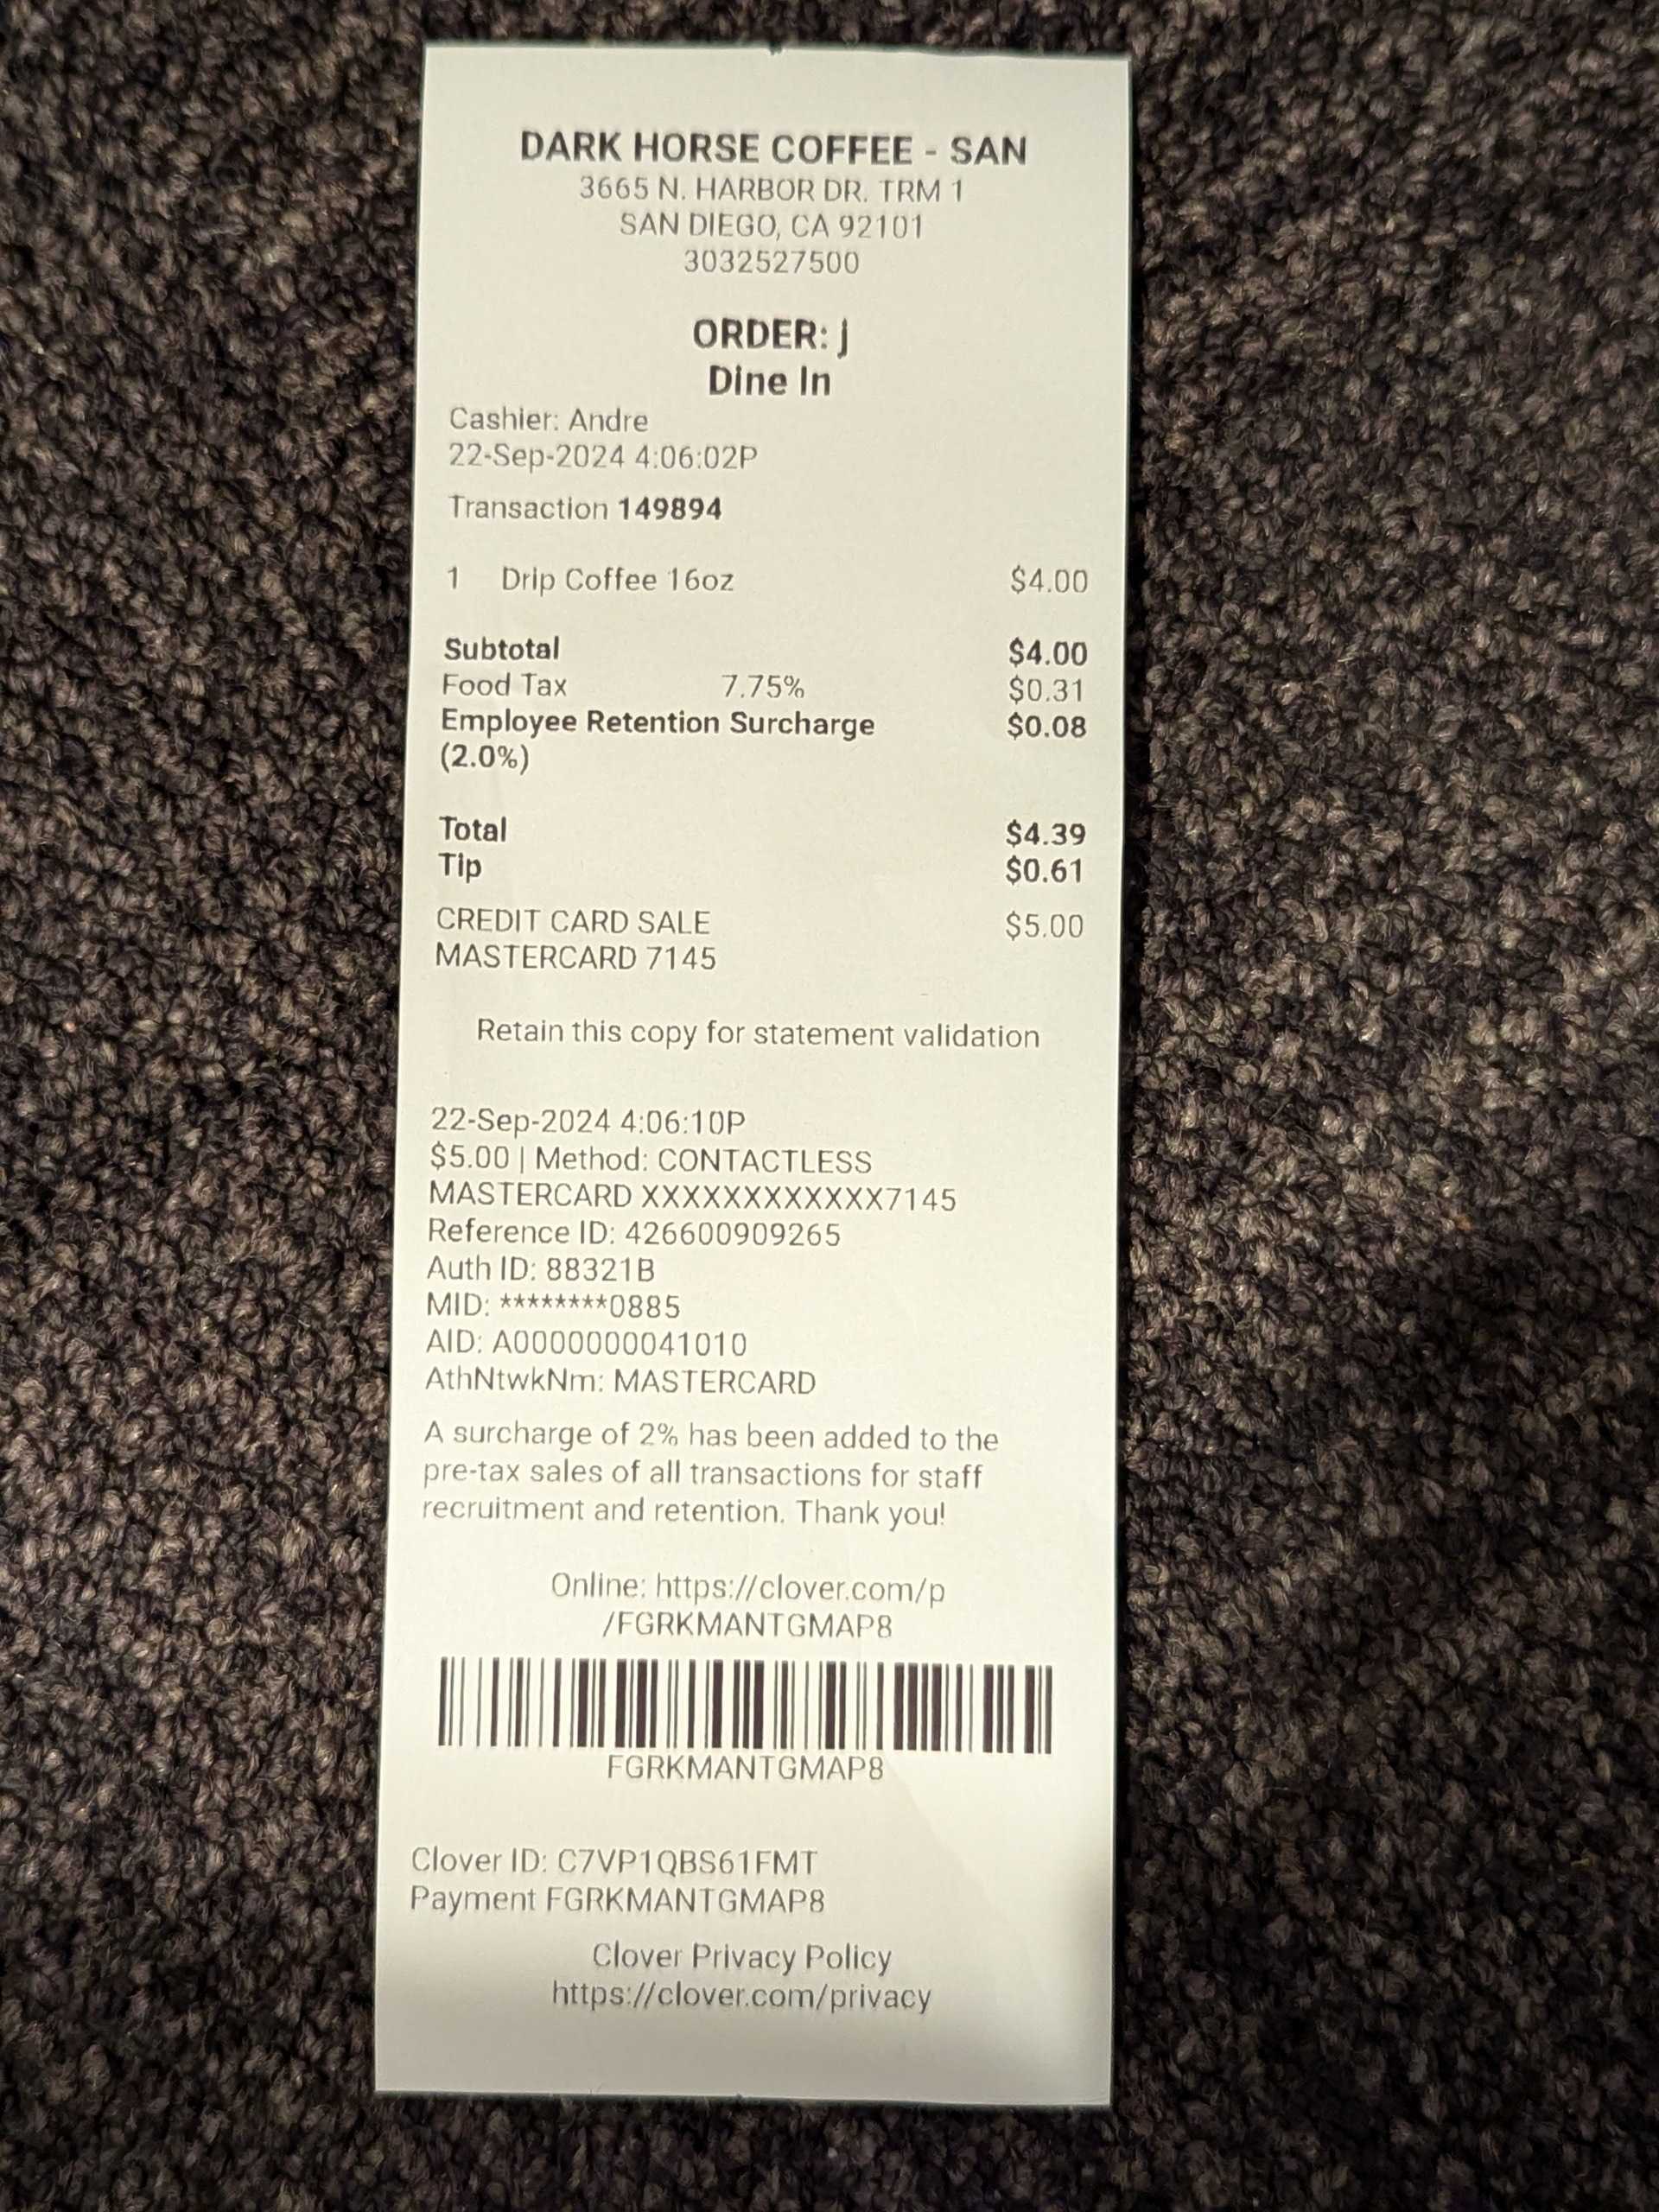 DARK HORSE COFFEE - SAN
3665 N. HARBOR DR. TRM 1
SAN DIEGO, CA 92101
3032527500
ORDER: j
Dine In
Cashier: Andre
22-Sep-2024 4:06:02P
Transaction 149894
1 Drip Coffee 16oz $4.00
Subtotal $4.00
Food Tax 7.75% $0.31
Employee Retention Surcharge $0.08
(2.0%)
Total $4.39
Tip $0.61
CREDIT CARD SALE $5.00
MASTERCARD 7145
Retain this copy for statement validation
22-Sep-2024 4:06:10P
$5.00 | Method: CONTACTLESS
MASTERCARD XXXXXXXXXXXX7145
Reference ID: 426600909265
Auth ID: 88321B
MID: ********0885
AID: A0000000041010
AthNtwkNm: MASTERCARD
A surcharge of 2% has been added to the
pre-tax sales of all transactions for staff
recruitment and retention. Thank you!
Online: https://clover.com/p
/FGRKMANTGMAP8
FGRKMANTGMAP8
Clover ID: C7VP1QBS61FMT
Payment FGRKMANTGMAP8
Clover Privacy Policy
https://clover.com/privacy